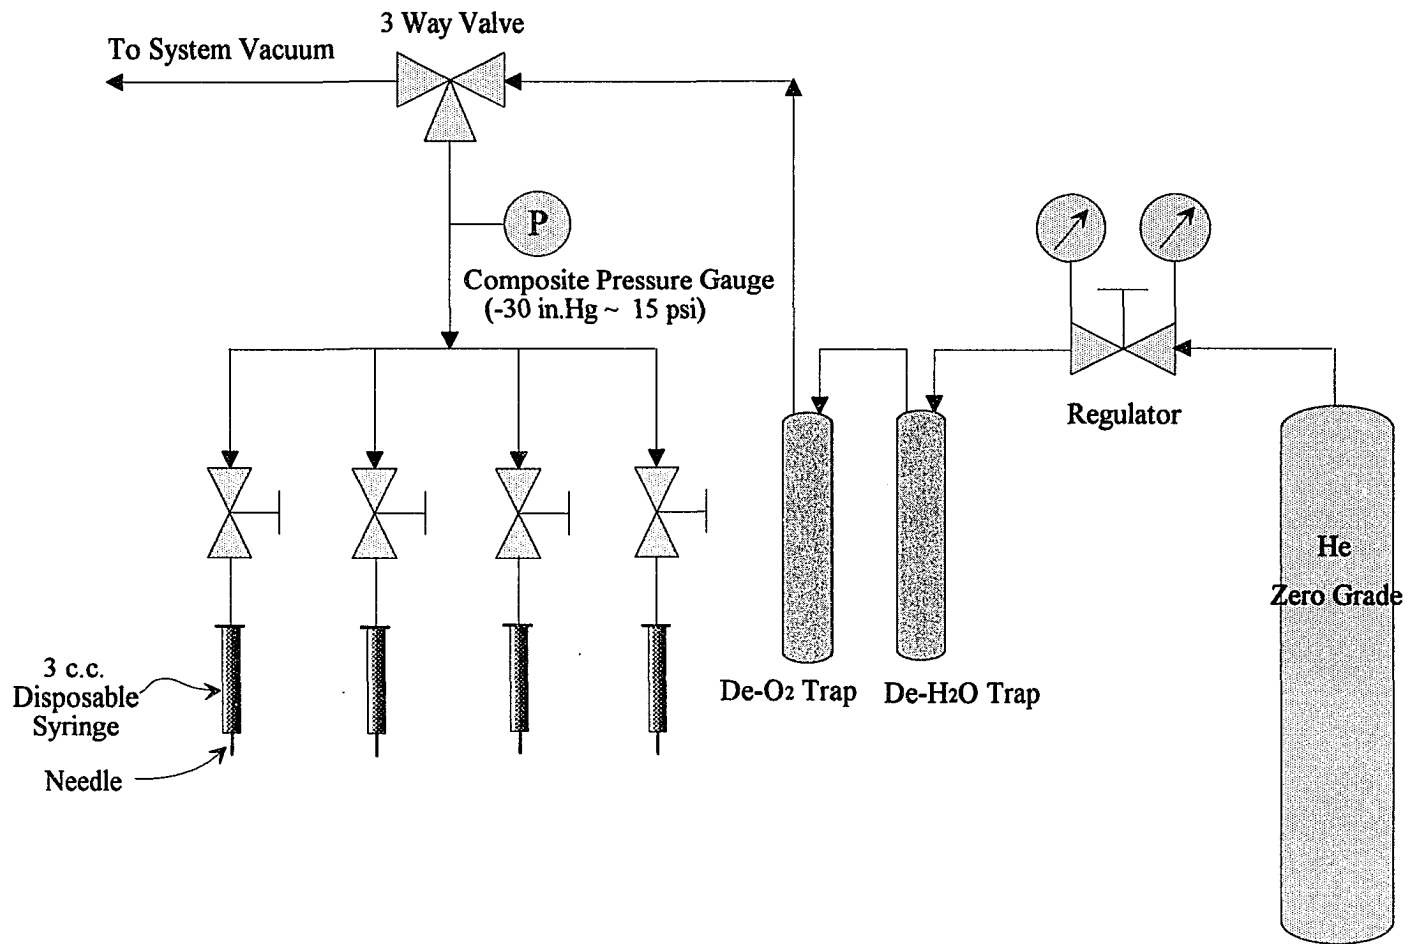 3 Way Valve
To System Vacuum
P
Composite Pressure Gauge
(-30 in.Hg ~ 15 psi)
Regulator
He
Zero Grade
3 c.c.
Disposable
Syringe
Needle
De-O2 Trap
De-H2O Trap